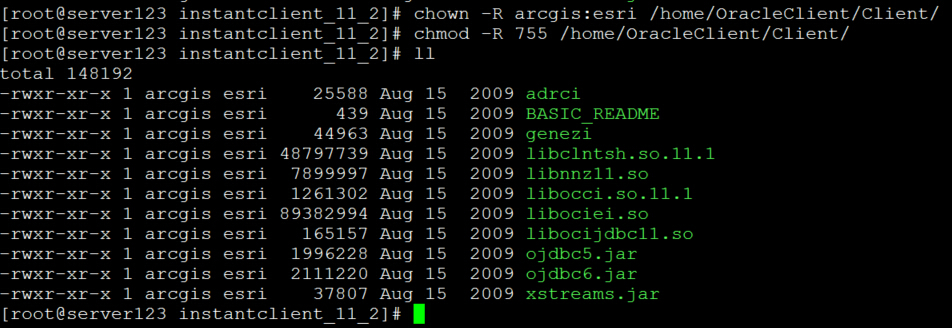 [root@server123 instantclient_11_2]# chown -R arcgis:esri /home/OracleClient/Client/
[root@server123 instantclient_11_2]# chmod -R 755 /home/OracleClient/Client/
[root@server123 instantclient_11_2]# ll
total 148192
-rwxr-xr-x 1 arcgis esri    25588 Aug 15  2009 adrci
-rwxr-xr-x 1 arcgis esri      439 Aug 15  2009 BASIC_README
-rwxr-xr-x 1 arcgis esri    44963 Aug 15  2009 genezi
-rwxr-xr-x 1 arcgis esri 48797739 Aug 15  2009 libclntsh.so.11.1
-rwxr-xr-x 1 arcgis esri  7899997 Aug 15  2009 libnnz11.so
-rwxr-xr-x 1 arcgis esri  1261302 Aug 15  2009 libocci.so.11.1
-rwxr-xr-x 1 arcgis esri 89382994 Aug 15  2009 libociei.so
-rwxr-xr-x 1 arcgis esri   165157 Aug 15  2009 libocijdbc11.so
-rwxr-xr-x 1 arcgis esri  1996228 Aug 15  2009 ojdbc5.jar
-rwxr-xr-x 1 arcgis esri  2111220 Aug 15  2009 ojdbc6.jar
-rwxr-xr-x 1 arcgis esri    37807 Aug 15  2009 xstreams.jar
[root@server123 instantclient_11_2]#